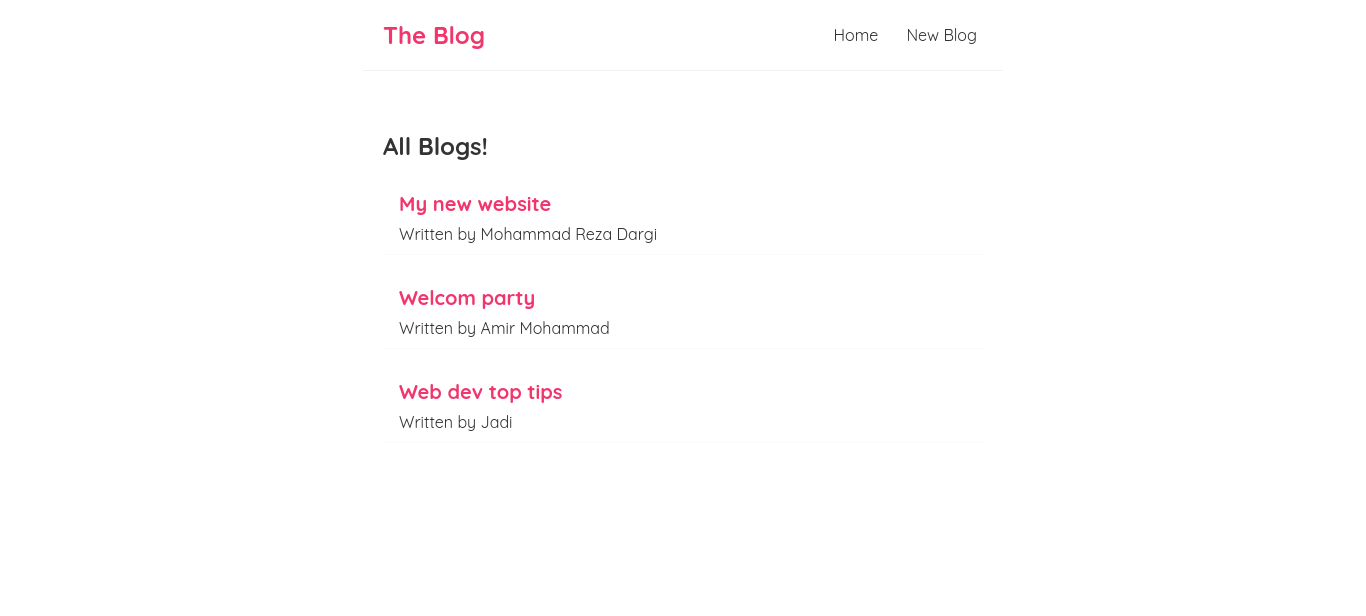 The Blog
Home New Blog
All Blogs!
My new website
Written by Mohammad Reza Dargi
Welcom party
Written by Amir Mohammad
Web dev top tips
Written by Jadi